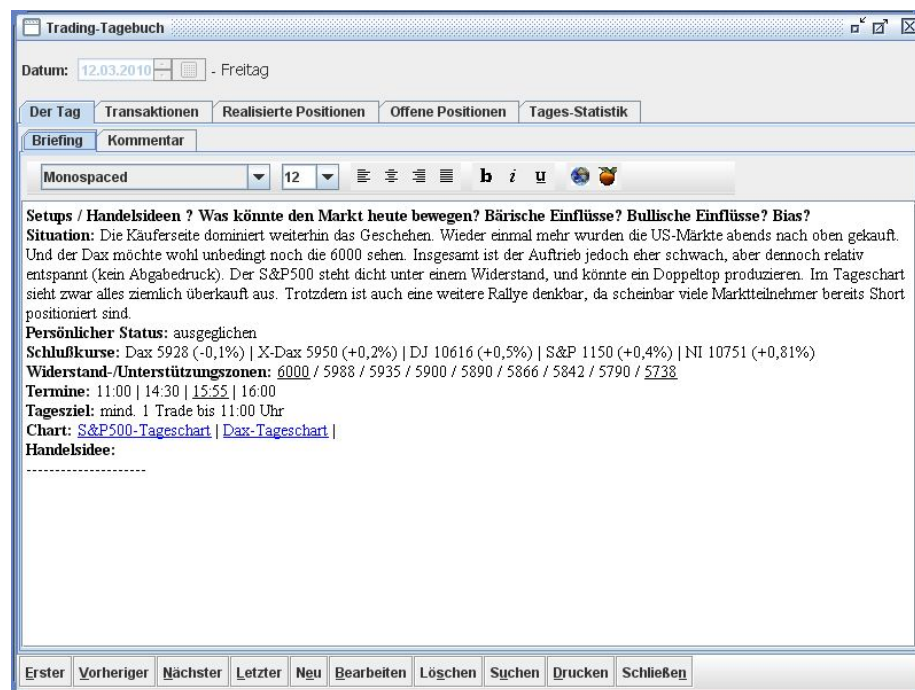 Trading-Tagebuch
Datum: 12.03.2010 - Freitag
Der Tag Transaktionen Realisierte Positionen Offene Positionen Tages-Statistik
Briefing Kommentar
Monospaced 12 b i u
Setups / Handelsideen ? Was könnte den Markt heute bewegen? Bärische Einflüsse? Bullische Einflüsse? Bias?
Situation: Die Käuferseite dominiert weiterhin das Geschehen. Wieder einmal mehr wurden die US-Märkte abends nach oben gekauft.
Und der Dax möchte wohl unbedingt noch die 6000 sehen. Insgesamt ist der Auftrieb jedoch eher schwach, aber dennoch relativ
entspannt (kein Abgabedruck). Der S&P500 steht dicht unter einem Widerstand, und könnte ein Doppeltop produzieren. Im Tageschart
sieht zwar alles ziemlich überkauft aus. Trotzdem ist auch eine weitere Rallye denkbar, da scheinbar viele Marktteilnehmer bereits Short
positioniert sind.
Persönlicher Status: ausgeglichen
Schlußkurse: Dax 5928 (-0,1%) | X-Dax 5950 (+0,2%) | DJ 10616 (+0,5%) | S&P 1150 (+0,4%) | NI 10751 (+0,81%)
Widerstand-/Unterstützungszonen: 6000 / 5988 / 5935 / 5900 / 5890 / 5866 / 5842 / 5790 / 5738
Termine: 11:00 | 14:30 | 15:55 | 16:00
Tagesziel: mind. 1 Trade bis 11:00 Uhr
Chart: S&P500-Tageschart | Dax-Tageschart |
Handelsidee:
---------------------
Erster Vorheriger Nächster Letzter Neu Bearbeiten Löschen Suchen Drucken Schließen